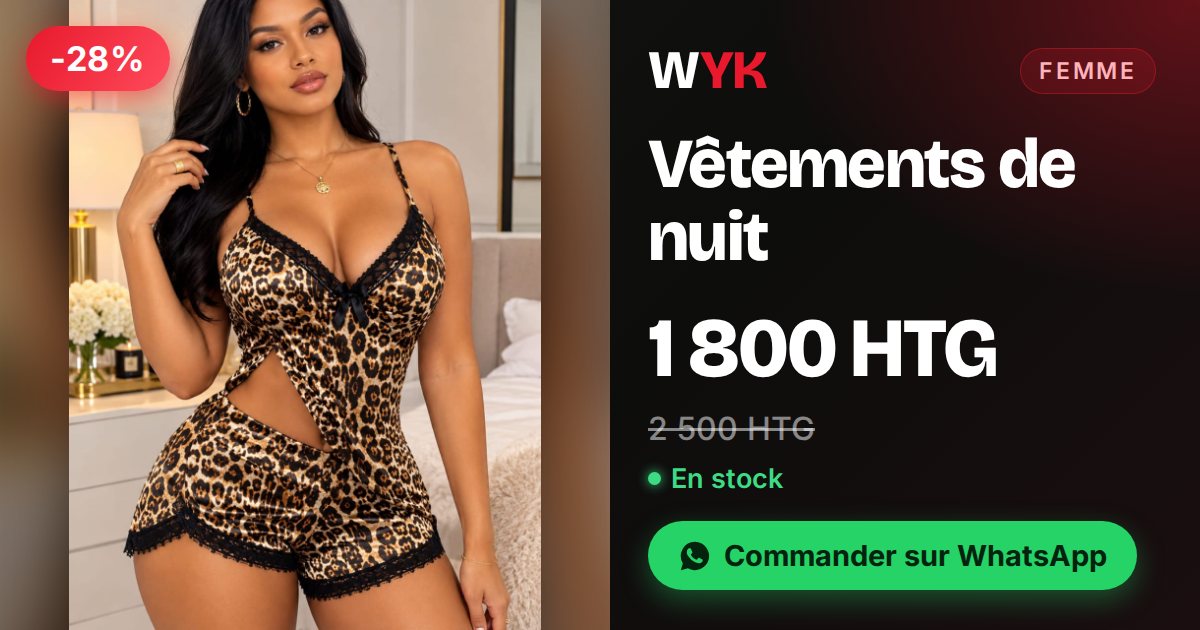 -28%
WYK
FEMME
Vêtements de
nuit
1 800 HTG
2 500 HTG
En stock
Commander sur WhatsApp